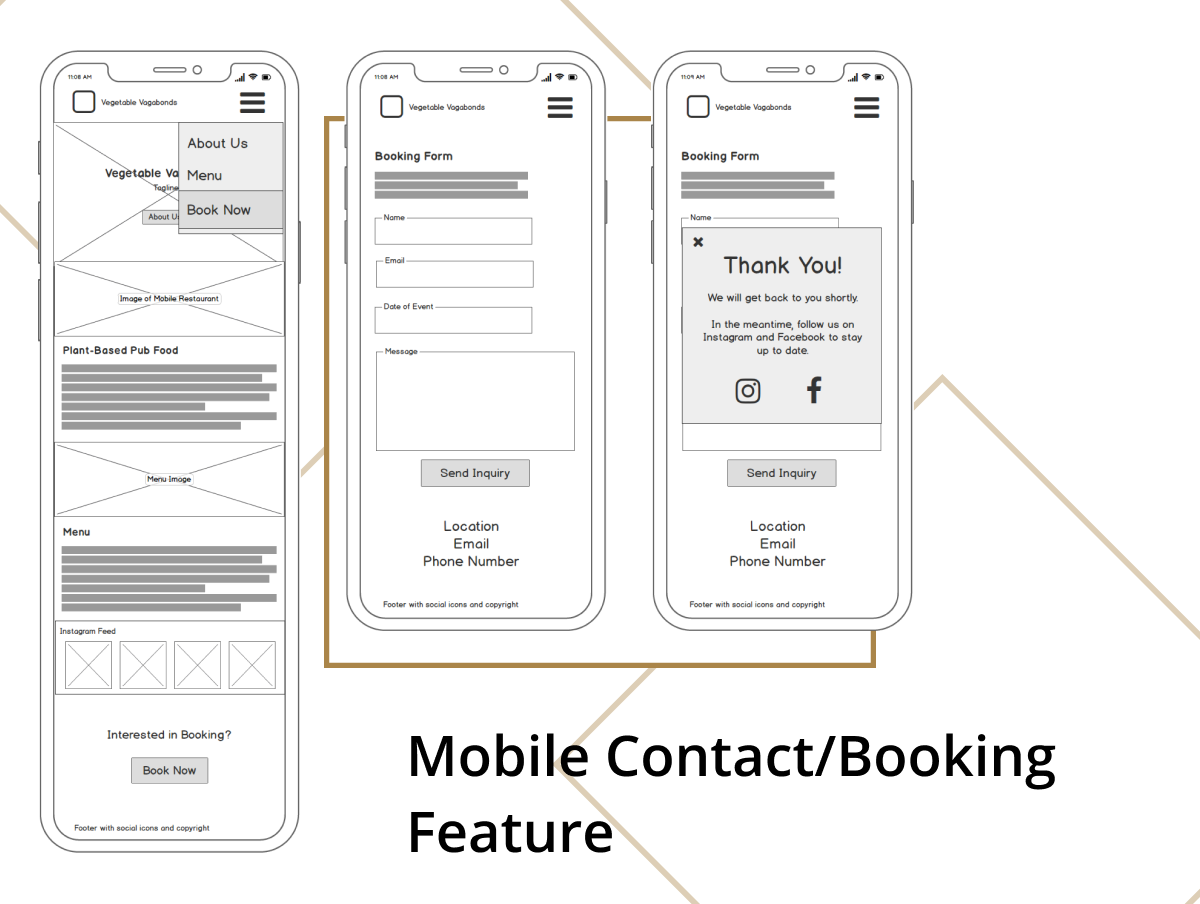 11:08 AM
Vegetable Vagabonds
About Us
Menu
Book Now
Vegetable Va
Tagline
About Us
Image of Mobile Restaurant
Plant-Based Pub Food
Menu Image
Menu
Instagram Feed
Interested in Booking?
Book Now
Footer with social icons and copyright
11:08 AM
Vegetable Vagabonds
Booking Form
Name
Email
Date of Event
Message
Send Inquiry
Location
Email
Phone Number
Footer with social icons and copyright
11:09 AM
Vegetable Vagabonds
Booking Form
Name
Thank You!
We will get back to you shortly.
In the meantime, follow us on
Instagram and Facebook to stay
up to date.
Send Inquiry
Location
Email
Phone Number
Footer with social icons and copyright
Mobile Contact/Booking
Feature